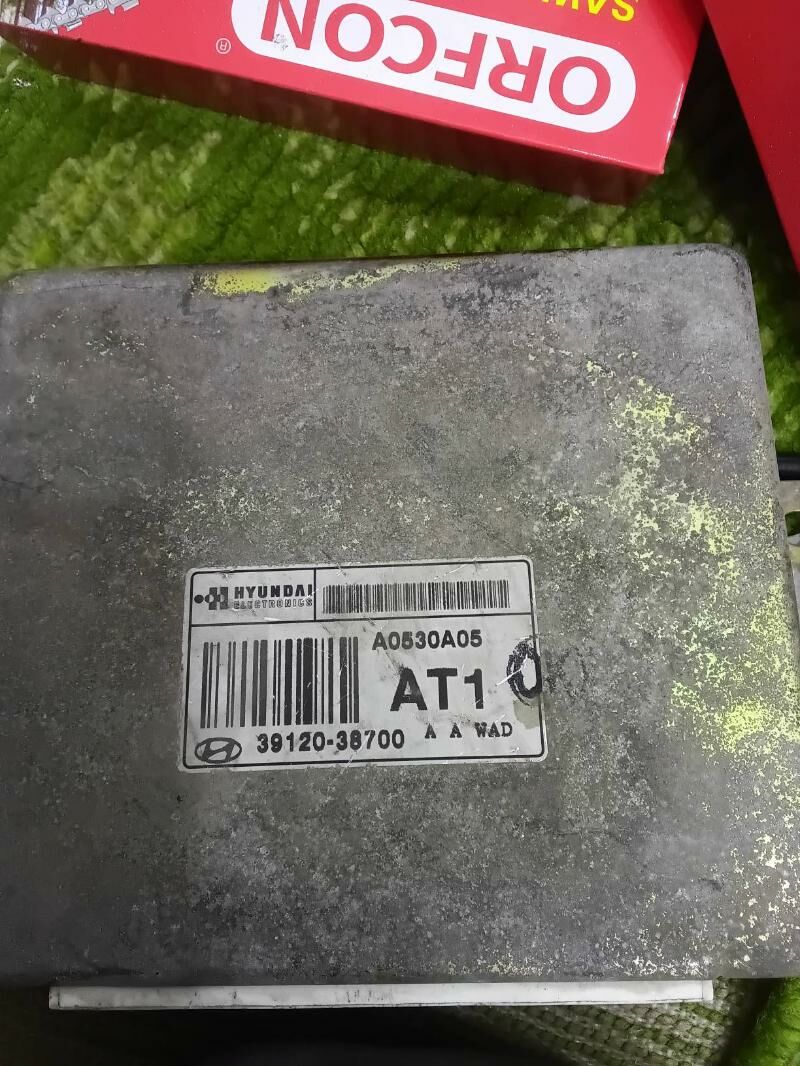 ORFCON
®
HYUNDAI
ELECTRONICS
A0530A05
AT1
39120-38700
A A WAD